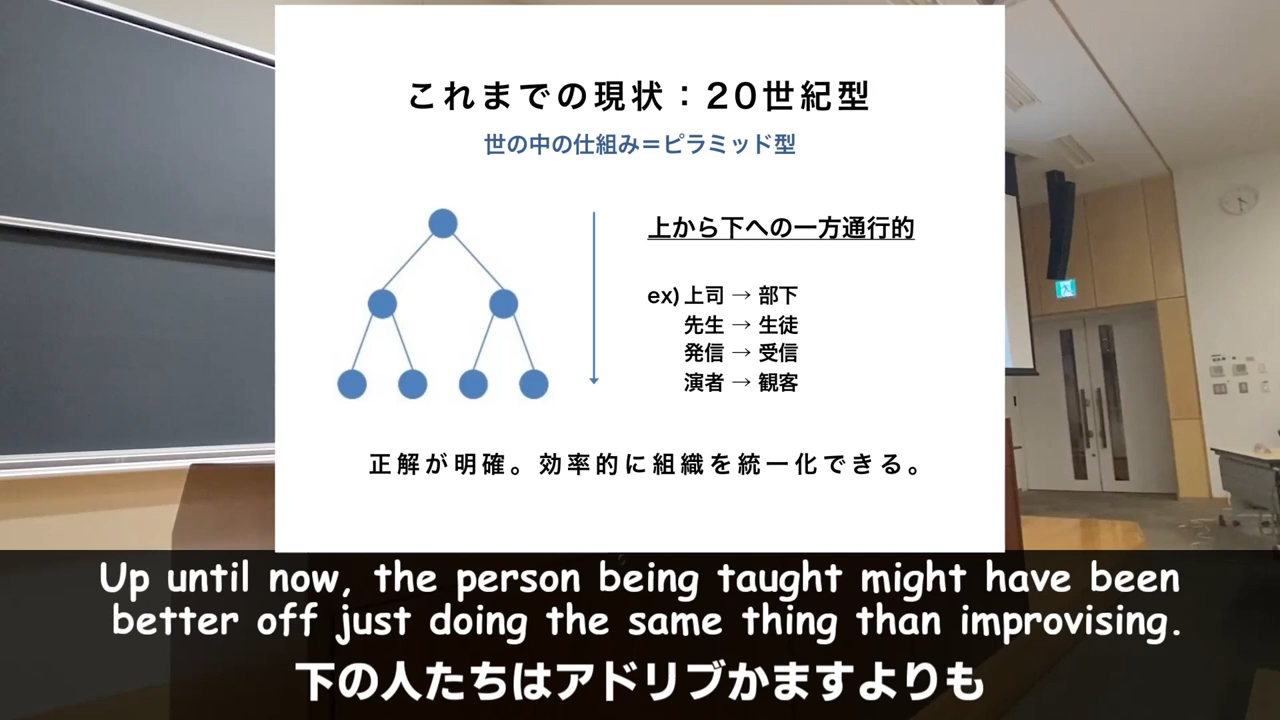 これまでの現状：20世紀型
世の中の仕組み＝ピラミッド型
上から下への一方通行的
ex) 上司 → 部下
先生 → 生徒
発信 → 受信
演者 → 観客
正解が明確。効率的に組織を統一化できる。
Up until now, the person being taught might have been
better off just doing the same thing than improvising.
下の人たちはアドリブかますよりも